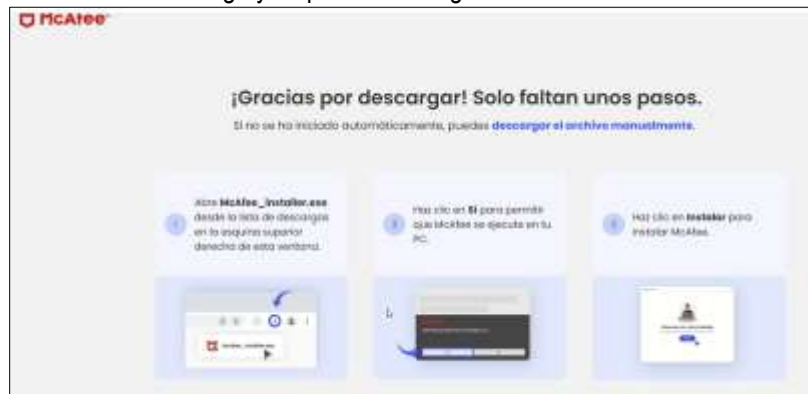 McAfee
¡Gracias por descargar! Solo faltan unos pasos.
Si no se ha iniciado automáticamente, puedes descargar el archivo manualmente.
1
Abre McAfee_Installer.exe
desde la lista de descargas
en la esquina superior
derecha de esta ventana.
Haz clic en Sí para permitir
que McAfee se ejecute en tu
PC.
Haz clic en Instalar para
instalar McAfee.